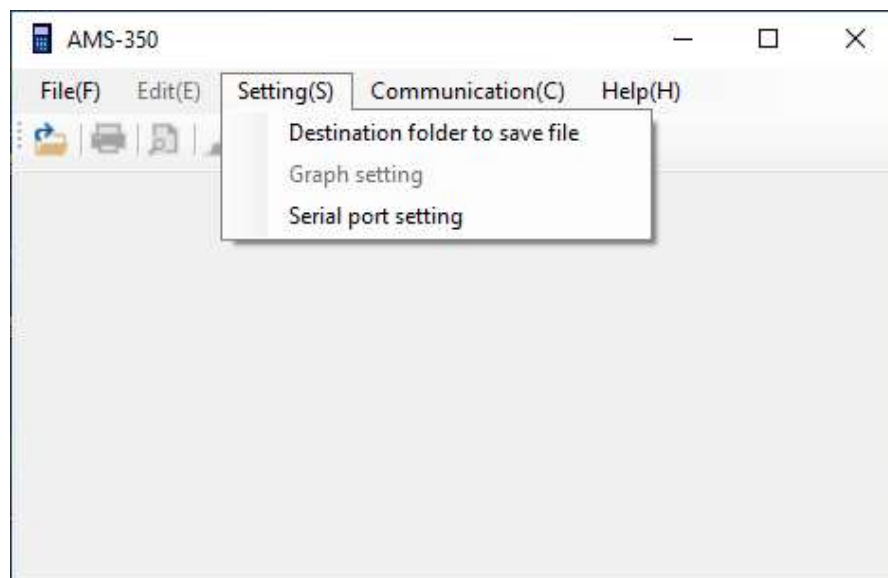 AMS-350
File(F) Edit(E) Setting(S) Communication(C) Help(H)
Destination folder to save file
Graph setting
Serial port setting